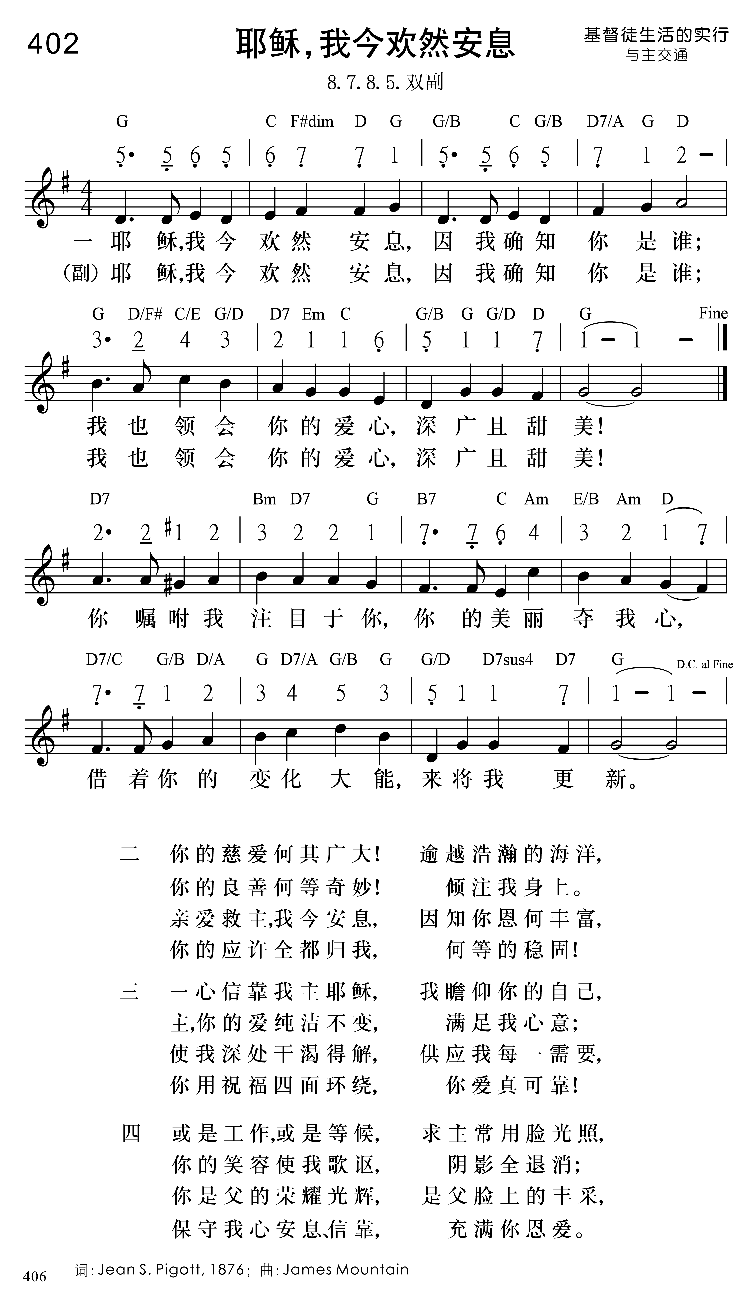 402
耶稣,我今欢然安息
基督徒生活的实行
与主交通
8.7.8.5.双副
G C F#dim D G G/B C G/B D7/A G D
5· 5 6 5 | 6 7 7 1 | 5· 5 6 5 | 7 1 2 – |
一 耶 稣,我 今 欢 然 安 息, 因 我 确 知 你 是 谁;
(副) 耶 稣,我 今 欢 然 安 息, 因 我 确 知 你 是 谁;
G D/F# C/E G/D D7 Em C G/B G G/D D G Fine
3· 2 4 3 | 2 1 1 6 | 5 1 1 7 | 1 – 1 –
我 也 领 会 你 的 爱 心, 深 广 且 甜 美!
我 也 领 会 你 的 爱 心, 深 广 且 甜 美!
D7 Bm D7 G B7 C Am E/B Am D
2· 2 #1 2 | 3 2 2 1 | 7· 7 6 4 | 3 2 1 7 |
你 嘱 咐 我 注 目 于 你, 你 的 美 丽 夺 我 心,
D7/C G/B D/A G D7/A G/B G G/D D7sus4 D7 G D.C. al Fine
7· 7 1 2 | 3 4 5 3 | 5 1 1 7 | 1 – 1 – |
借 着 你 的 变 化 大 能, 来 将 我 更 新。
二 你的慈爱何其广大! 逾越浩瀚的海洋,
你的良善何等奇妙! 倾注我身上。
亲爱救主,我今安息, 因知你恩何丰富,
你的应许全都归我, 何等的稳固!
三 一心信靠我主耶稣, 我瞻仰你的自己,
主,你的爱纯洁不变, 满足我心意;
使我深处干渴得解, 供应我每一需要,
你用祝福四面环绕, 你爱真可靠!
四 或是工作,或是等候, 求主常用脸光照,
你的笑容使我歌讴, 阴影全退消;
你是父的荣耀光辉, 是父脸上的丰采,
保守我心安息、信靠, 充满你恩爱。
406 词: Jean S. Pigott, 1876; 曲: James Mountain